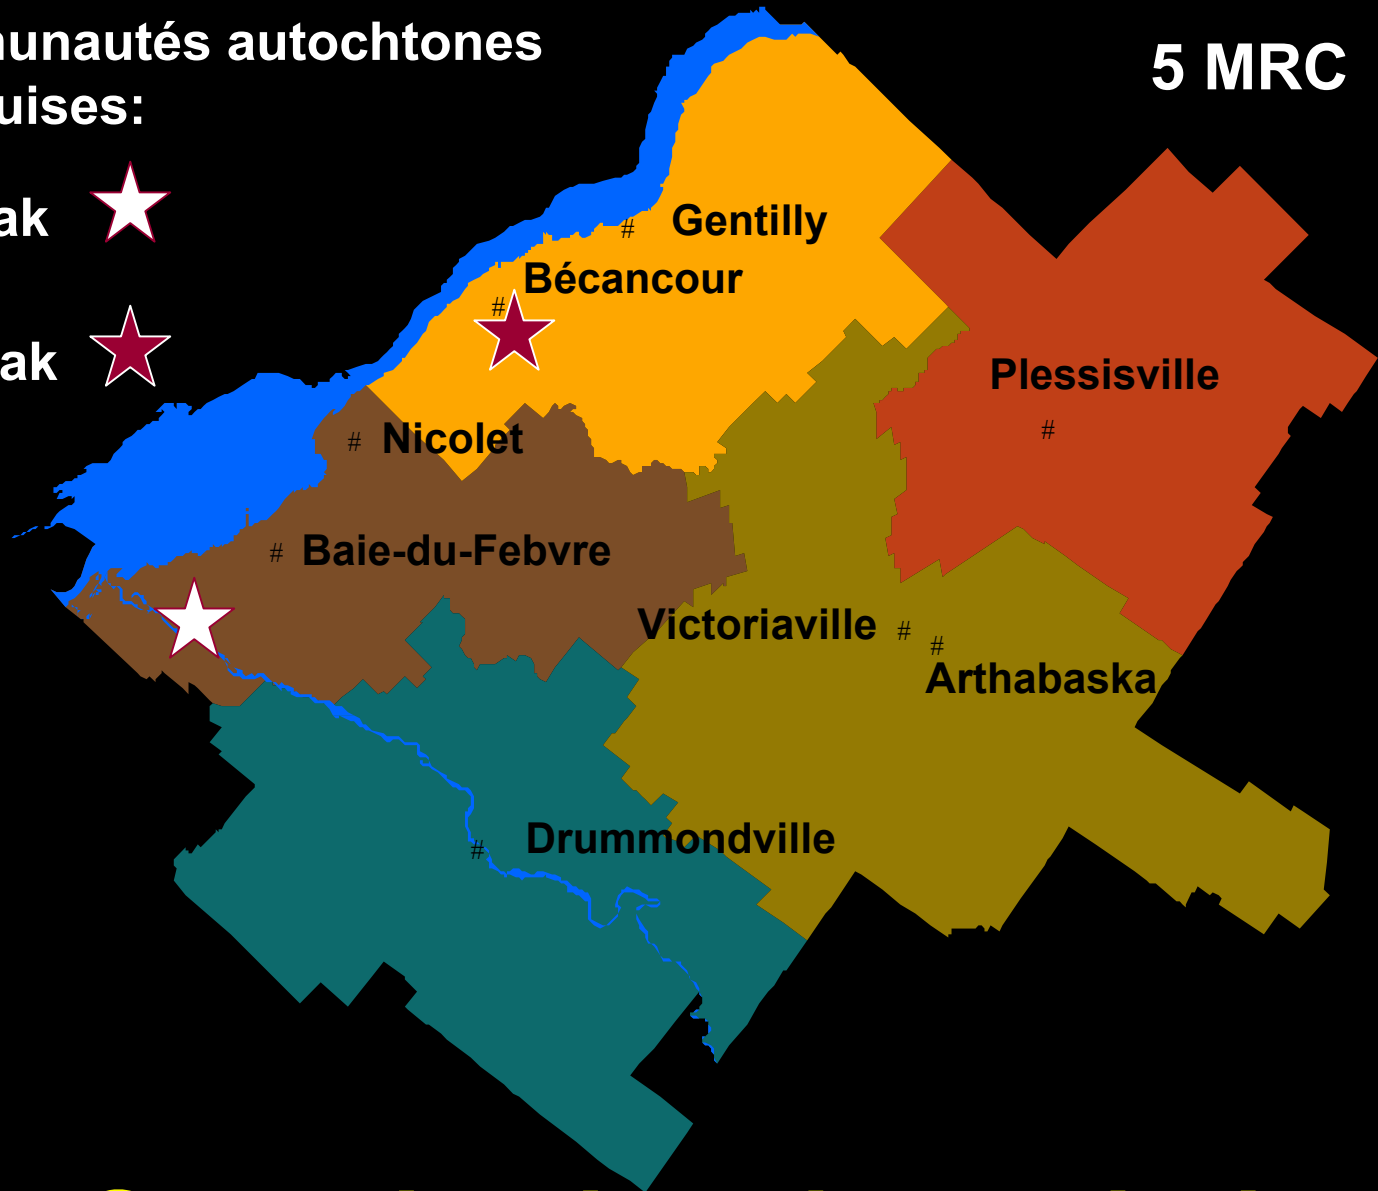 munautés autochtones
5 MRC
uises:
ak
ak
Gentilly
#
Bécancour
#
Plessisville
#
Nicolet
#
Baie-du-Febvre
#
Victoriaville
#
#
Arthabaska
Drummondville
#